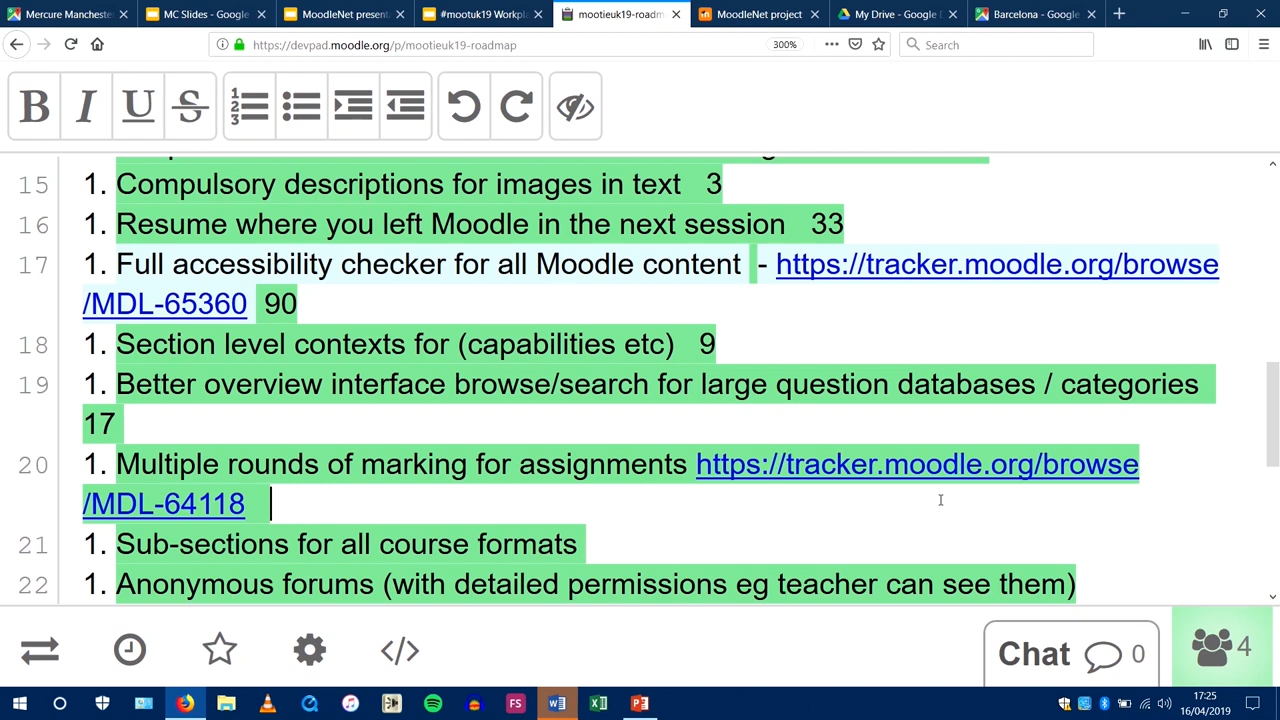 Mercure Manchester
MC Slides - Google
MoodleNet present
#mootuk19 Workpl
mootieuk19-roadm
MoodleNet project
My Drive - Google D
Barcelona - Google
https://devpad.moodle.org/p/mootieuk19-roadmap
300%
Search
B I U S
15 1. Compulsory descriptions for images in text 3
16 1. Resume where you left Moodle in the next session 33
17 1. Full accessibility checker for all Moodle content - https://tracker.moodle.org/browse
/MDL-65360 90
18 1. Section level contexts for (capabilities etc) 9
19 1. Better overview interface browse/search for large question databases / categories
17
20 1. Multiple rounds of marking for assignments https://tracker.moodle.org/browse
/MDL-64118
21 1. Sub-sections for all course formats
22 1. Anonymous forums (with detailed permissions eg teacher can see them)
Chat 0
4
FS
17:25
16/04/2019